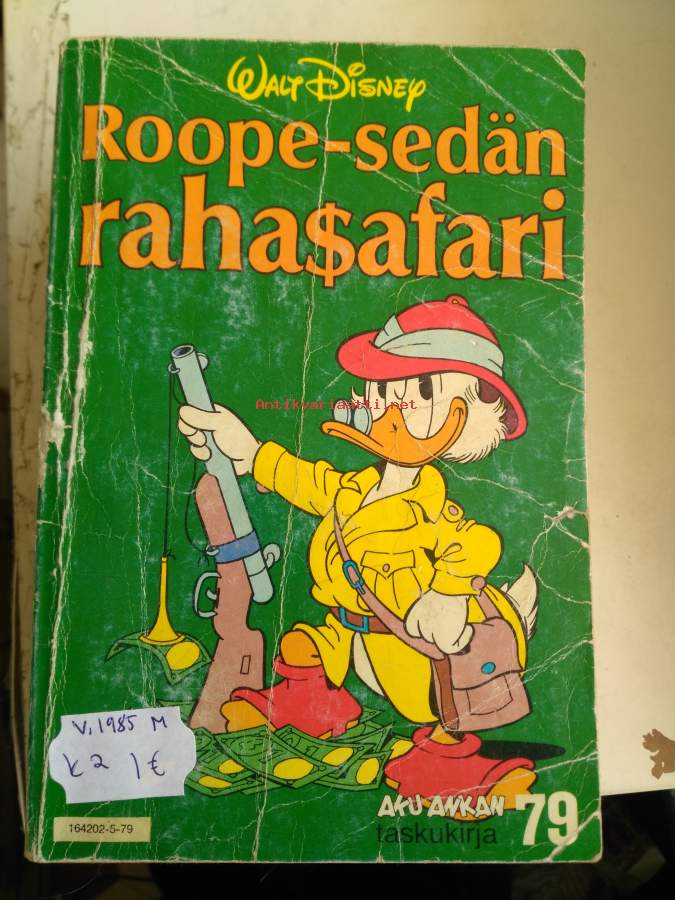 WALT DISNEY
Roope-sedän
raha$afari
Antikvariaatti.net
V. 1985 M
K2 1€
164202-5-79
AKU ANKAN
taskukirja
79